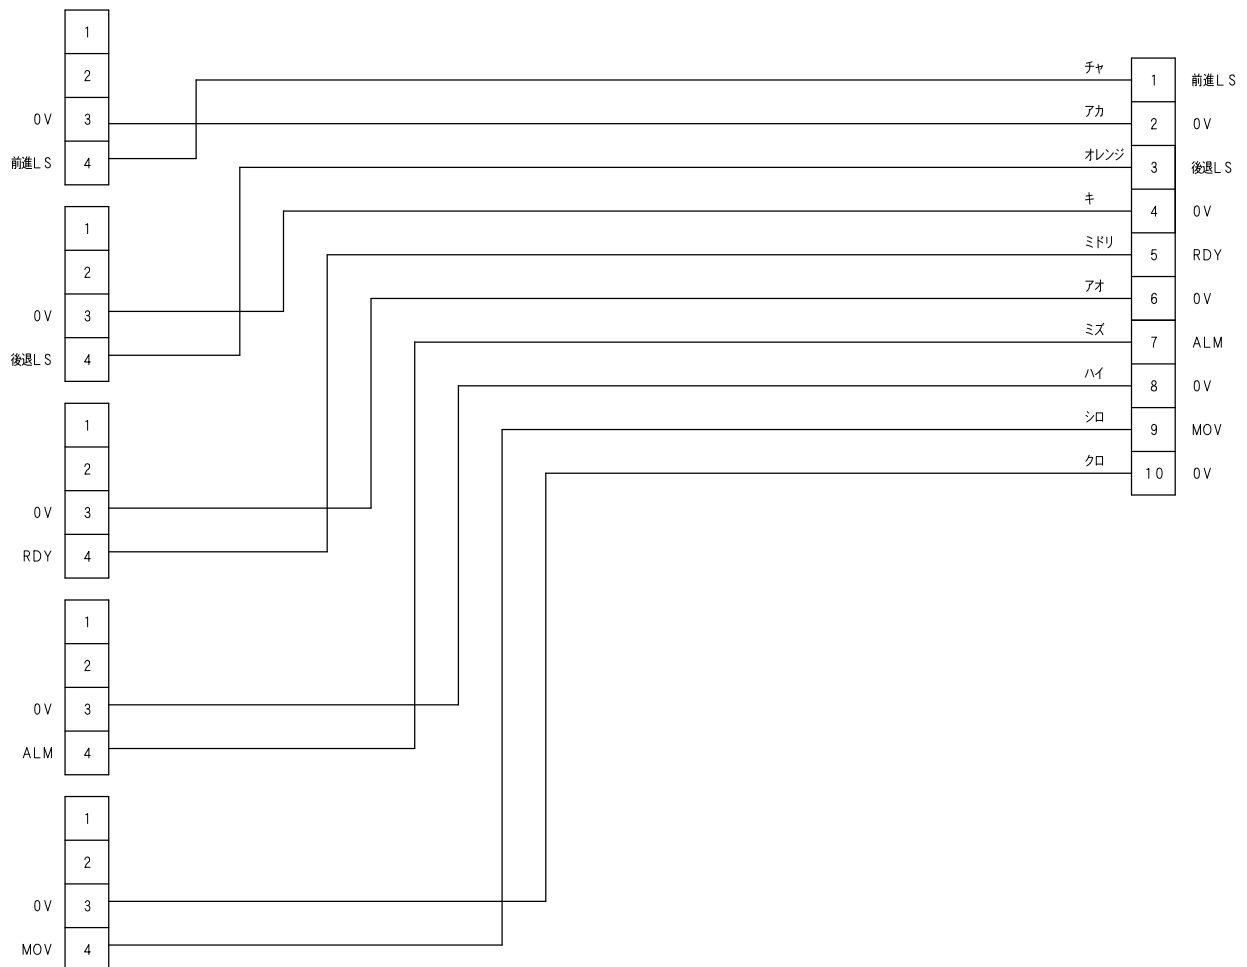 1
2
0V 3
前進LS 4
1
2
0V 3
後退LS 4
1
2
0V 3
RDY 4
1
2
0V 3
ALM 4
1
2
0V 3
MOV 4
チャ 1 前進LS
アカ 2 0V
オレンジ 3 後退LS
キ 4 0V
ミドリ 5 RDY
アオ 6 0V
ミズ 7 ALM
ハイ 8 0V
シロ 9 MOV
クロ 10 0V